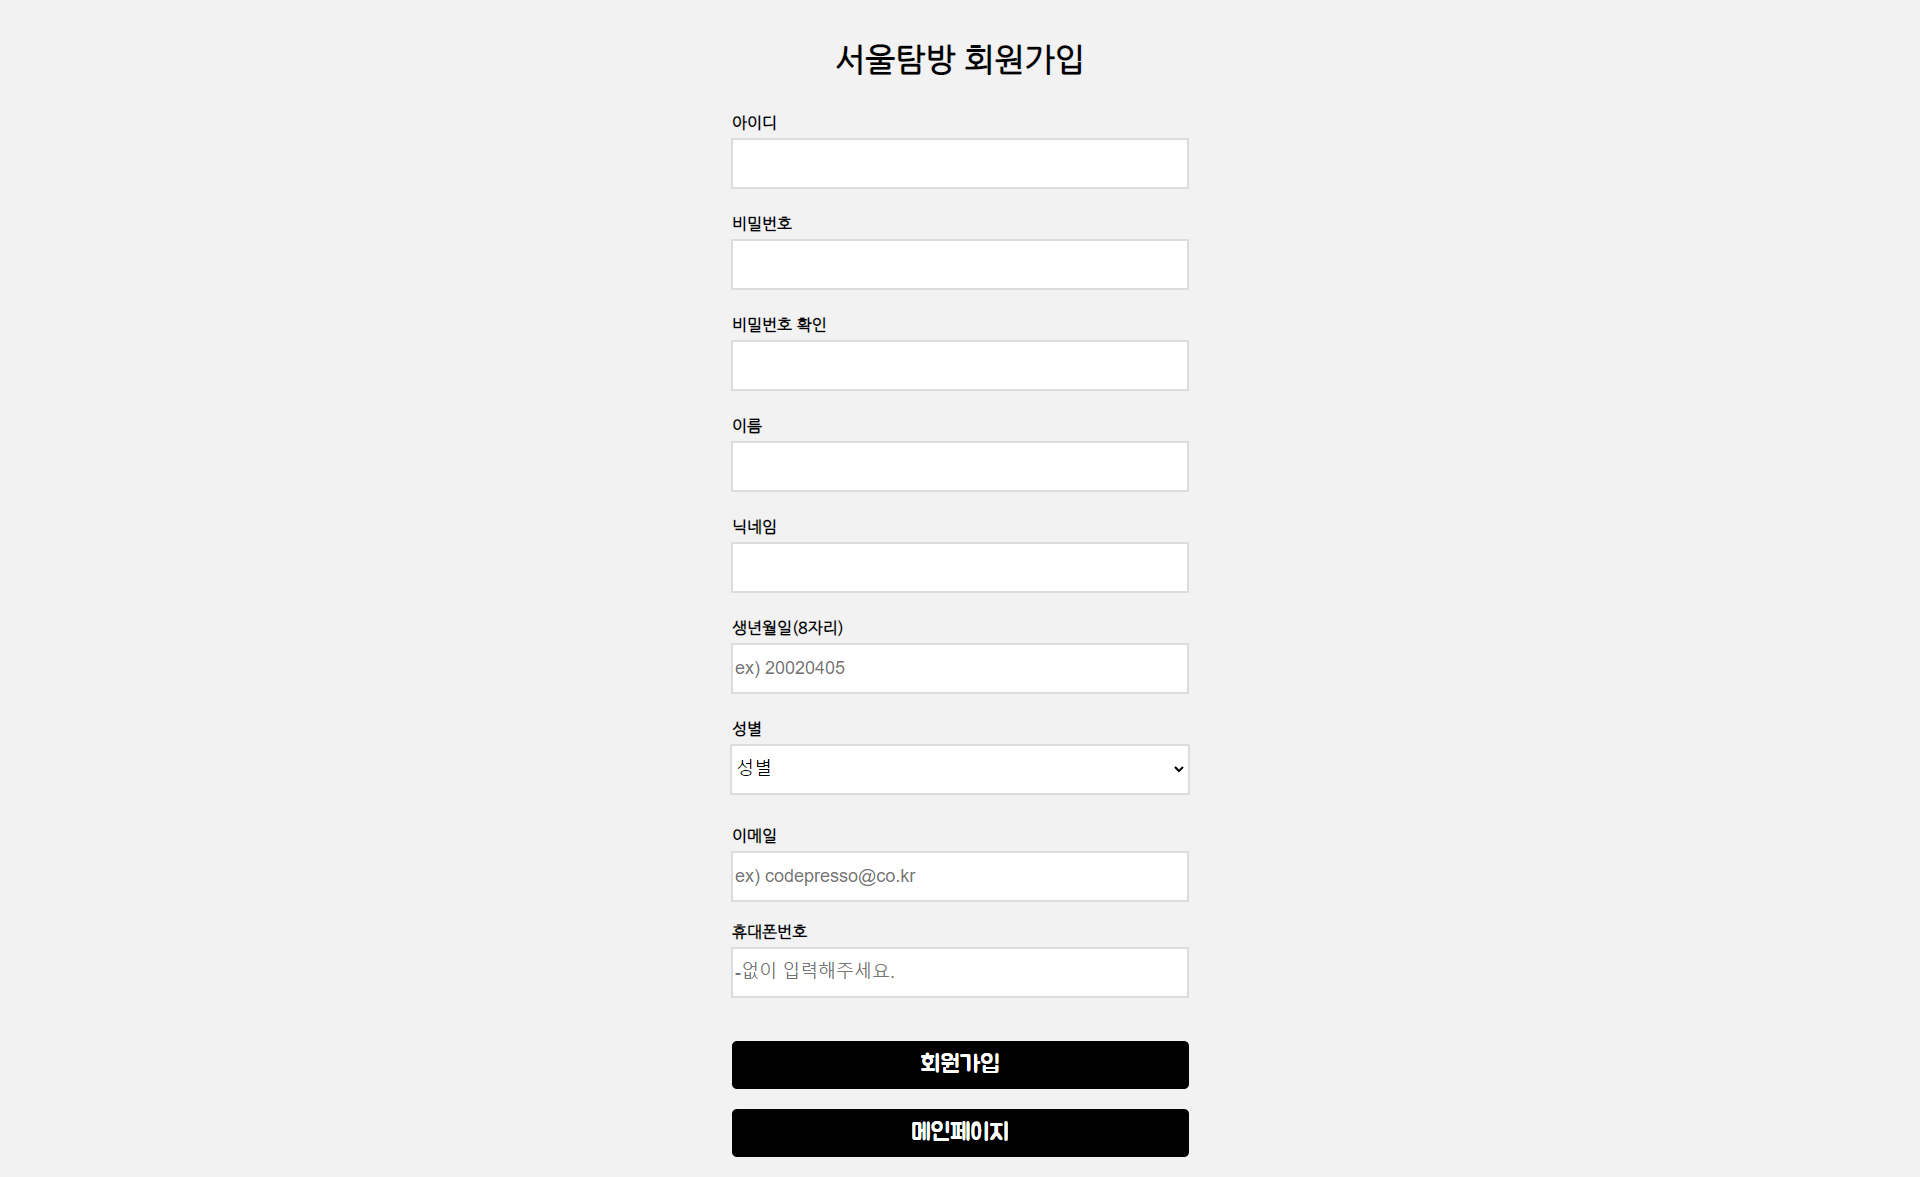 서울탐방 회원가입
아이디
비밀번호
비밀번호 확인
이름
닉네임
생년월일(8자리)
ex) 20020405
성별
성별
이메일
ex) codepresso@co.kr
휴대폰번호
-없이 입력해주세요.
회원가입
메인페이지